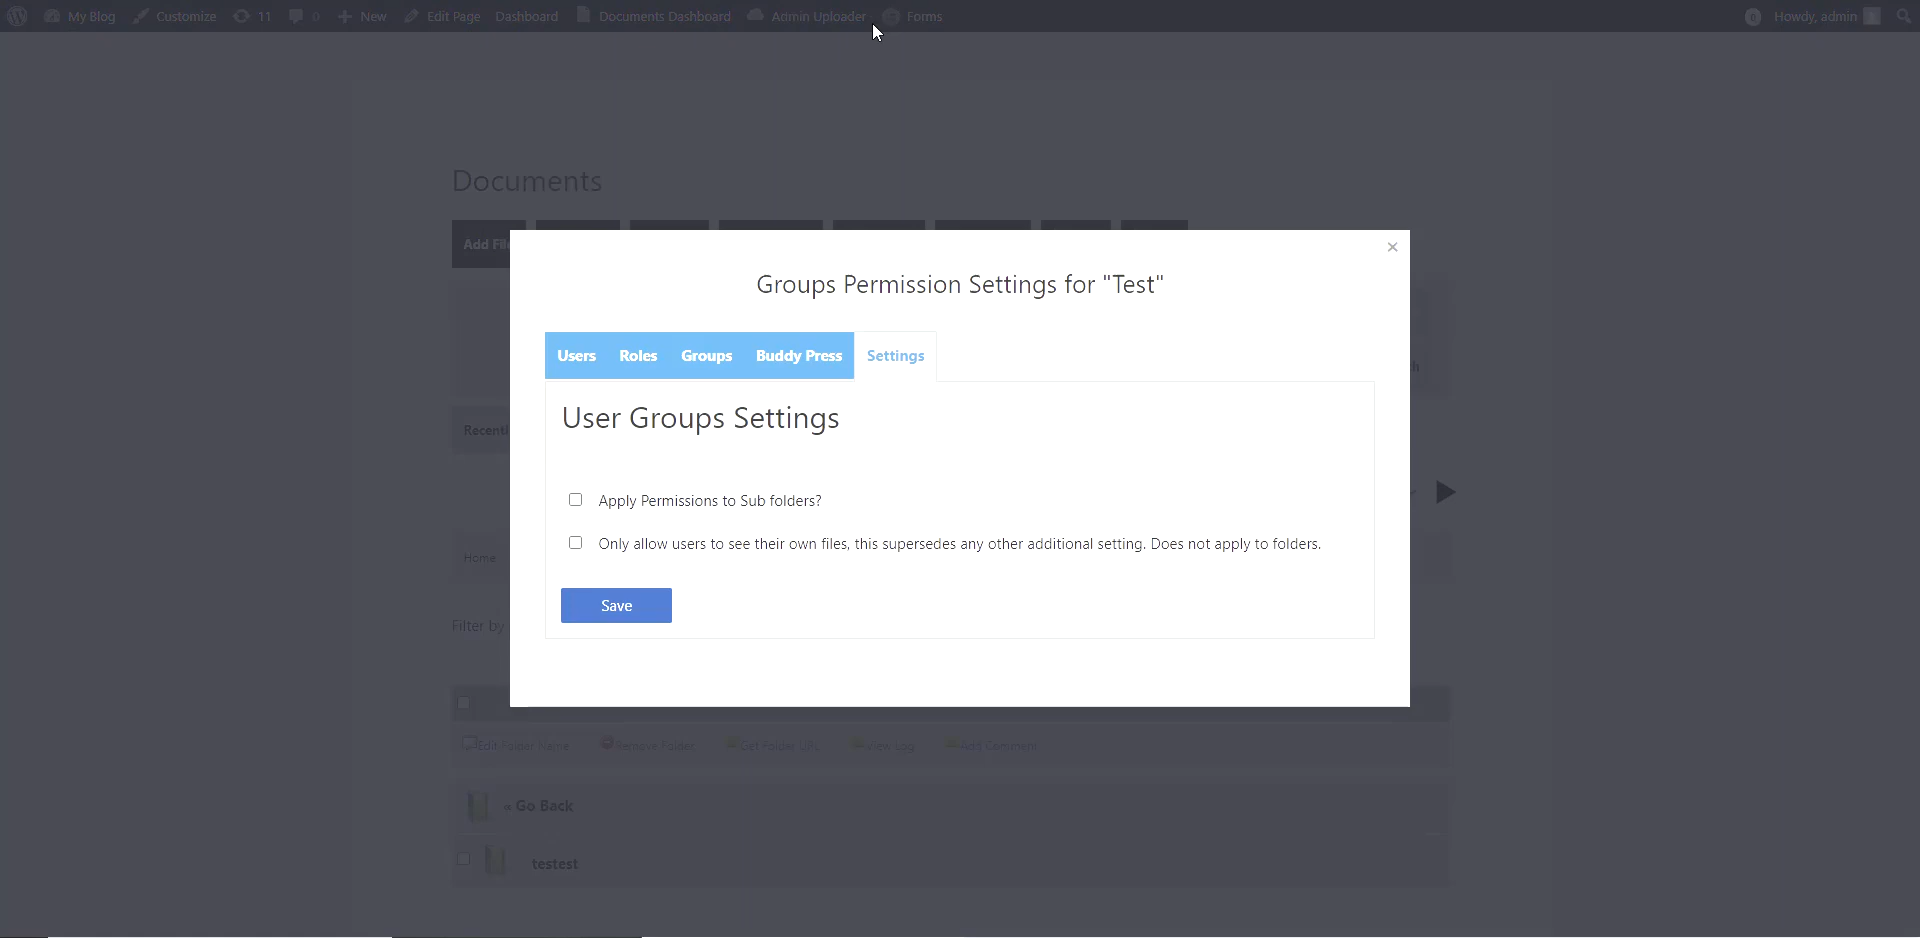 My Blog Customize 11 0 New Edit Page Dashboard Documents Dashboard Admin Uploader Forms Howdy, admin
Documents
Add File
Groups Permission Settings for "Test"
Users Roles Groups Buddy Press Settings
User Groups Settings
Recentl
Apply Permissions to Sub folders?
Only allow users to see their own files, this supersedes any other additional setting. Does not apply to folders.
Home
Save
Filter by
Edit Folder Name Remove Folder Get Folder URL View Log Add Comment
« Go Back
testest